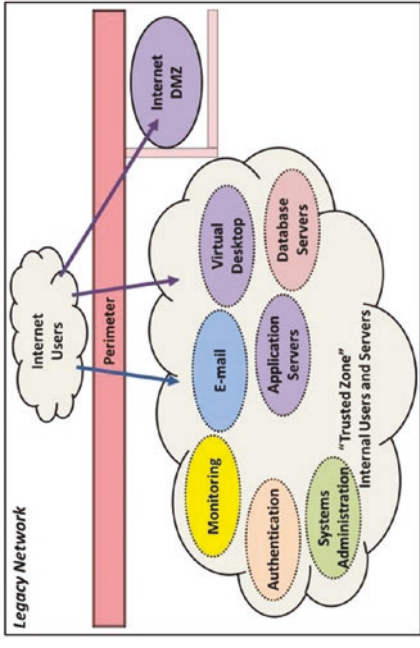 Legacy Network
Internet
Users
Perimeter
Internet
DMZ
Monitoring
E-mail
Virtual
Desktop
Authentication
Application
Servers
Database
Servers
Systems
Administration
"Trusted Zone"
Internal Users and Servers